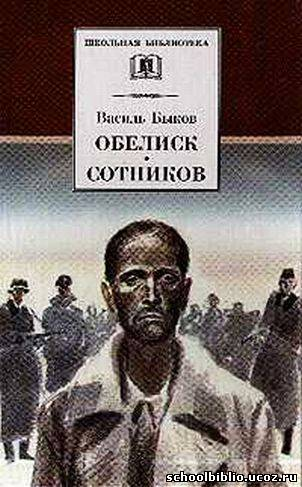 ШКОЛЬНАЯ БИБЛИОТЕКА
Василь Быков
ОБЕЛИСК
•
СОТНИКОВ
schoolbiblio.ucoz.ru